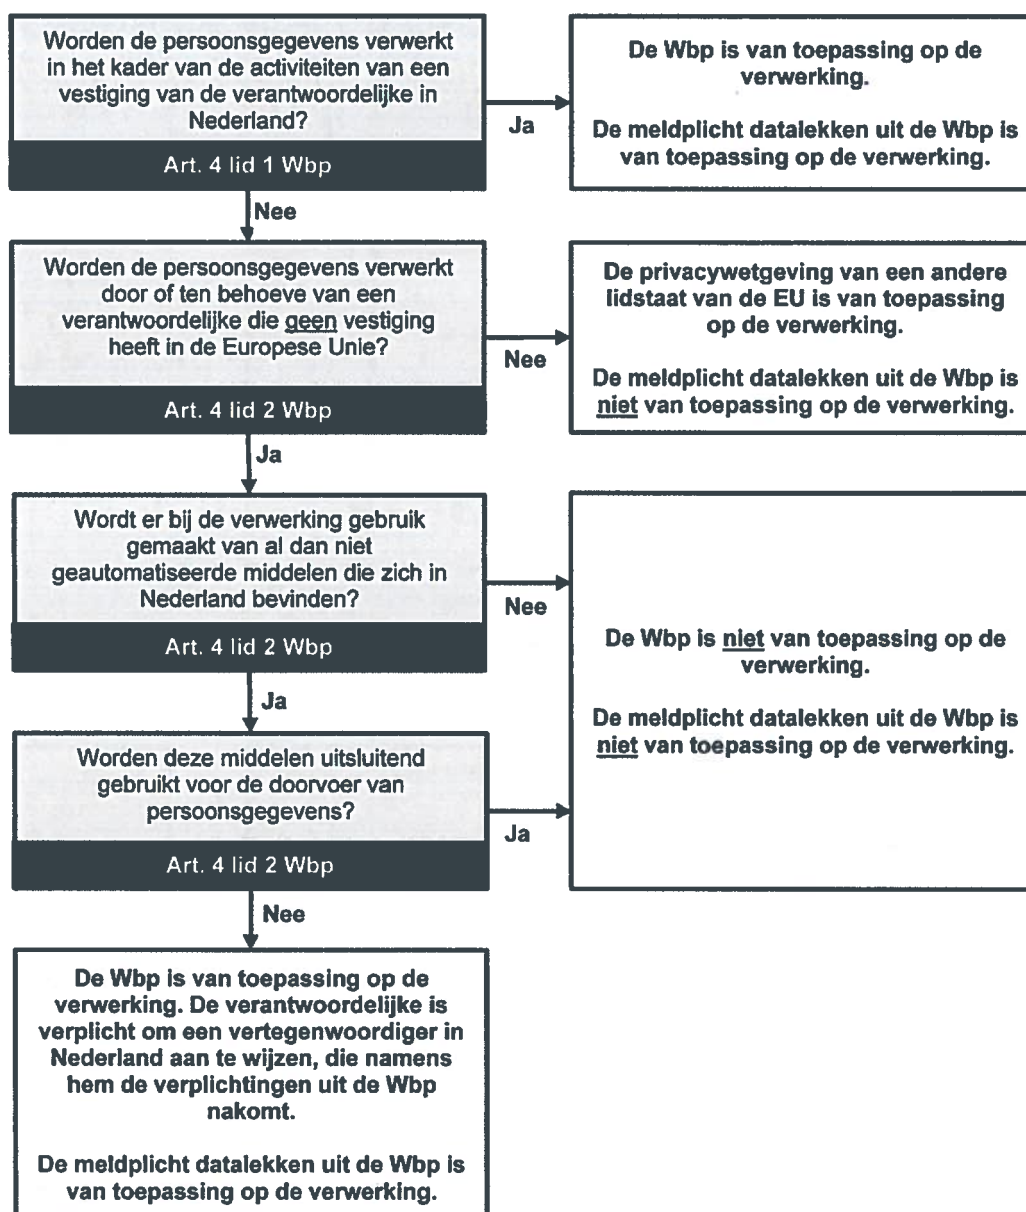 Worden de persoonsgegevens verwerkt
in het kader van de activiteiten van een
vestiging van de verantwoordelijke in
Nederland?
Art. 4 lid 1 Wbp
Ja
De Wbp is van toepassing op de
verwerking.
De meldplicht datalekken uit de Wbp is
van toepassing op de verwerking.
Nee
Worden de persoonsgegevens verwerkt
door of ten behoeve van een
verantwoordelijke die geen vestiging
heeft in de Europese Unie?
Art. 4 lid 2 Wbp
Nee
De privacywetgeving van een andere
lidstaat van de EU is van toepassing
op de verwerking.
De meldplicht datalekken uit de Wbp is
niet van toepassing op de verwerking.
Ja
Wordt er bij de verwerking gebruik
gemaakt van al dan niet
geautomatiseerde middelen die zich in
Nederland bevinden?
Art. 4 lid 2 Wbp
Nee
De Wbp is niet van toepassing op de
verwerking.
De meldplicht datalekken uit de Wbp is
niet van toepassing op de verwerking.
Ja
Worden deze middelen uitsluitend
gebruikt voor de doorvoer van
persoonsgegevens?
Art. 4 lid 2 Wbp
Ja
Nee
De Wbp is van toepassing op de
verwerking. De verantwoordelijke is
verplicht om een vertegenwoordiger in
Nederland aan te wijzen, die namens
hem de verplichtingen uit de Wbp
nakomt.
De meldplicht datalekken uit de Wbp is
van toepassing op de verwerking.